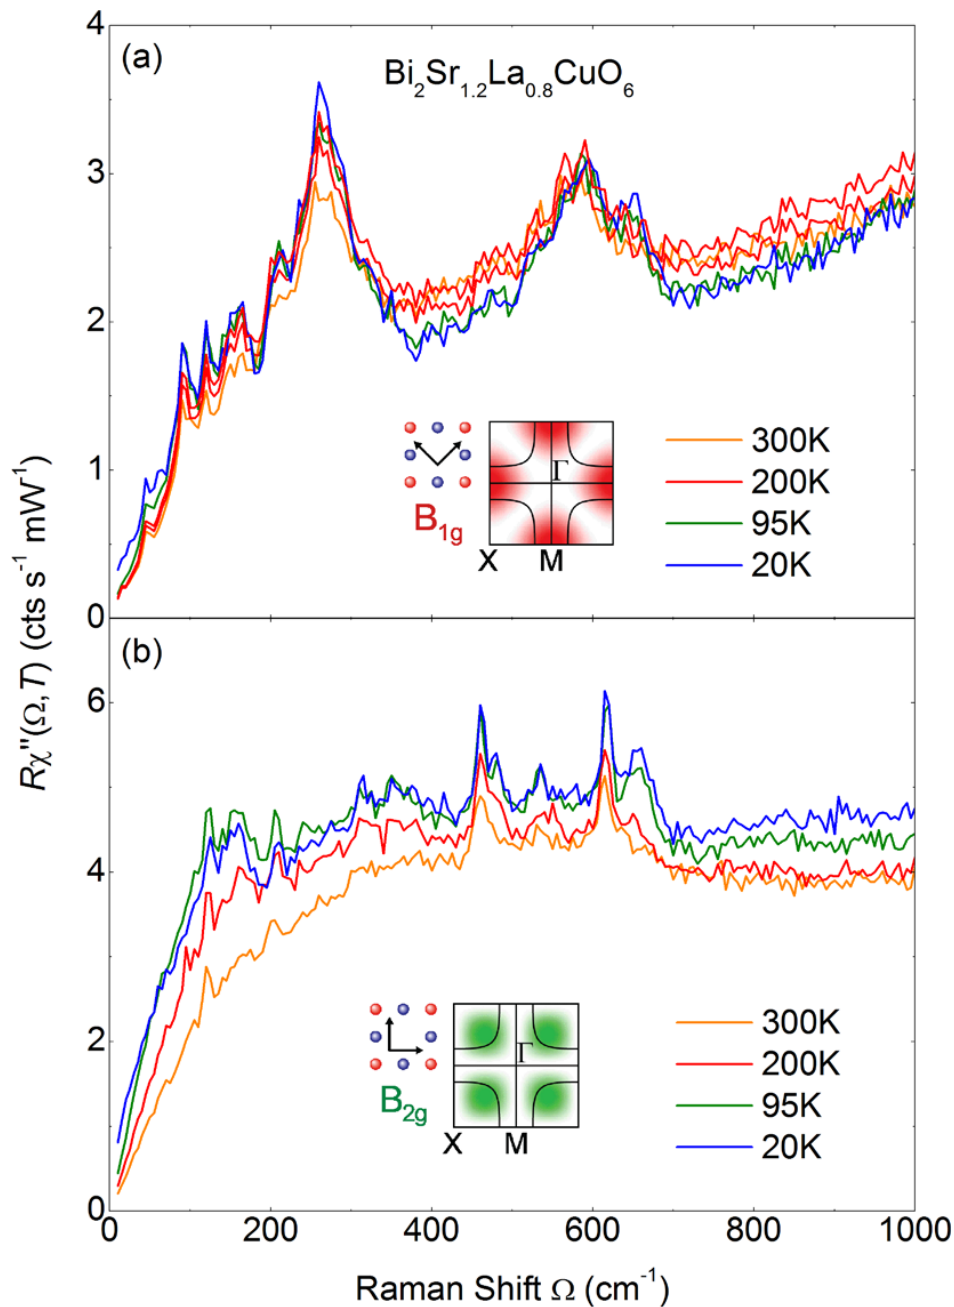 (a)
Bi₂Sr₁.₂La₀.₈CuO₆
4
3
2
1
0
B₁g
Γ
X M
300K
200K
95K
20K
Rχ''(Ω,T) (cts s⁻¹ mW⁻¹)
(b)
6
4
2
0
B₂g
Γ
X M
300K
200K
95K
20K
0 200 400 600 800 1000
Raman Shift Ω (cm⁻¹)